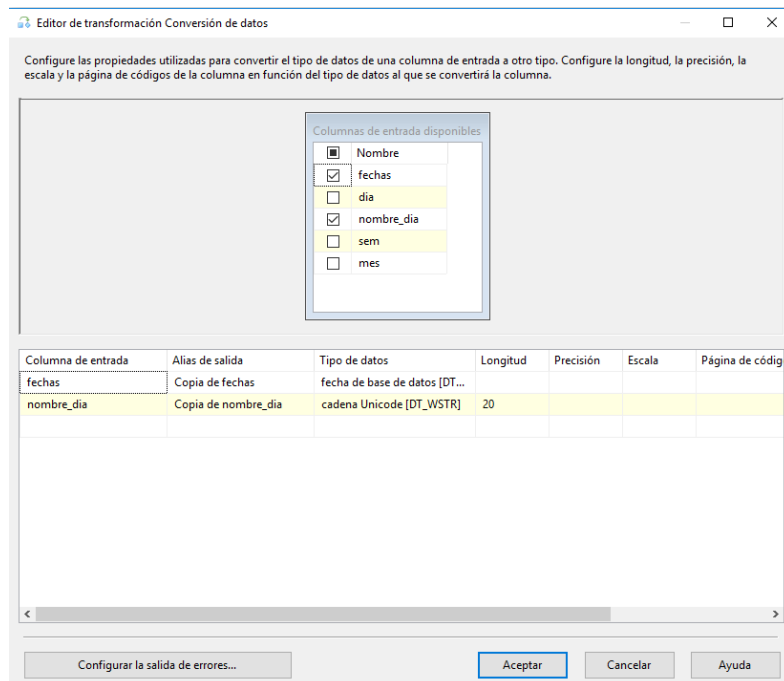 Editor de transformación Conversión de datos
Configure las propiedades utilizadas para convertir el tipo de datos de una columna de entrada a otro tipo. Configure la longitud, la precisión, la
escala y la página de códigos de la columna en función del tipo de datos al que se convertirá la columna.
Columnas de entrada disponibles
Nombre
fechas
dia
nombre_dia
sem
mes
Columna de entrada Alias de salida Tipo de datos Longitud Precisión Escala Página de códig
fechas Copia de fechas fecha de base de datos [DT...
nombre_dia Copia de nombre_dia cadena Unicode [DT_WSTR] 20
Configurar la salida de errores... Aceptar Cancelar Ayuda